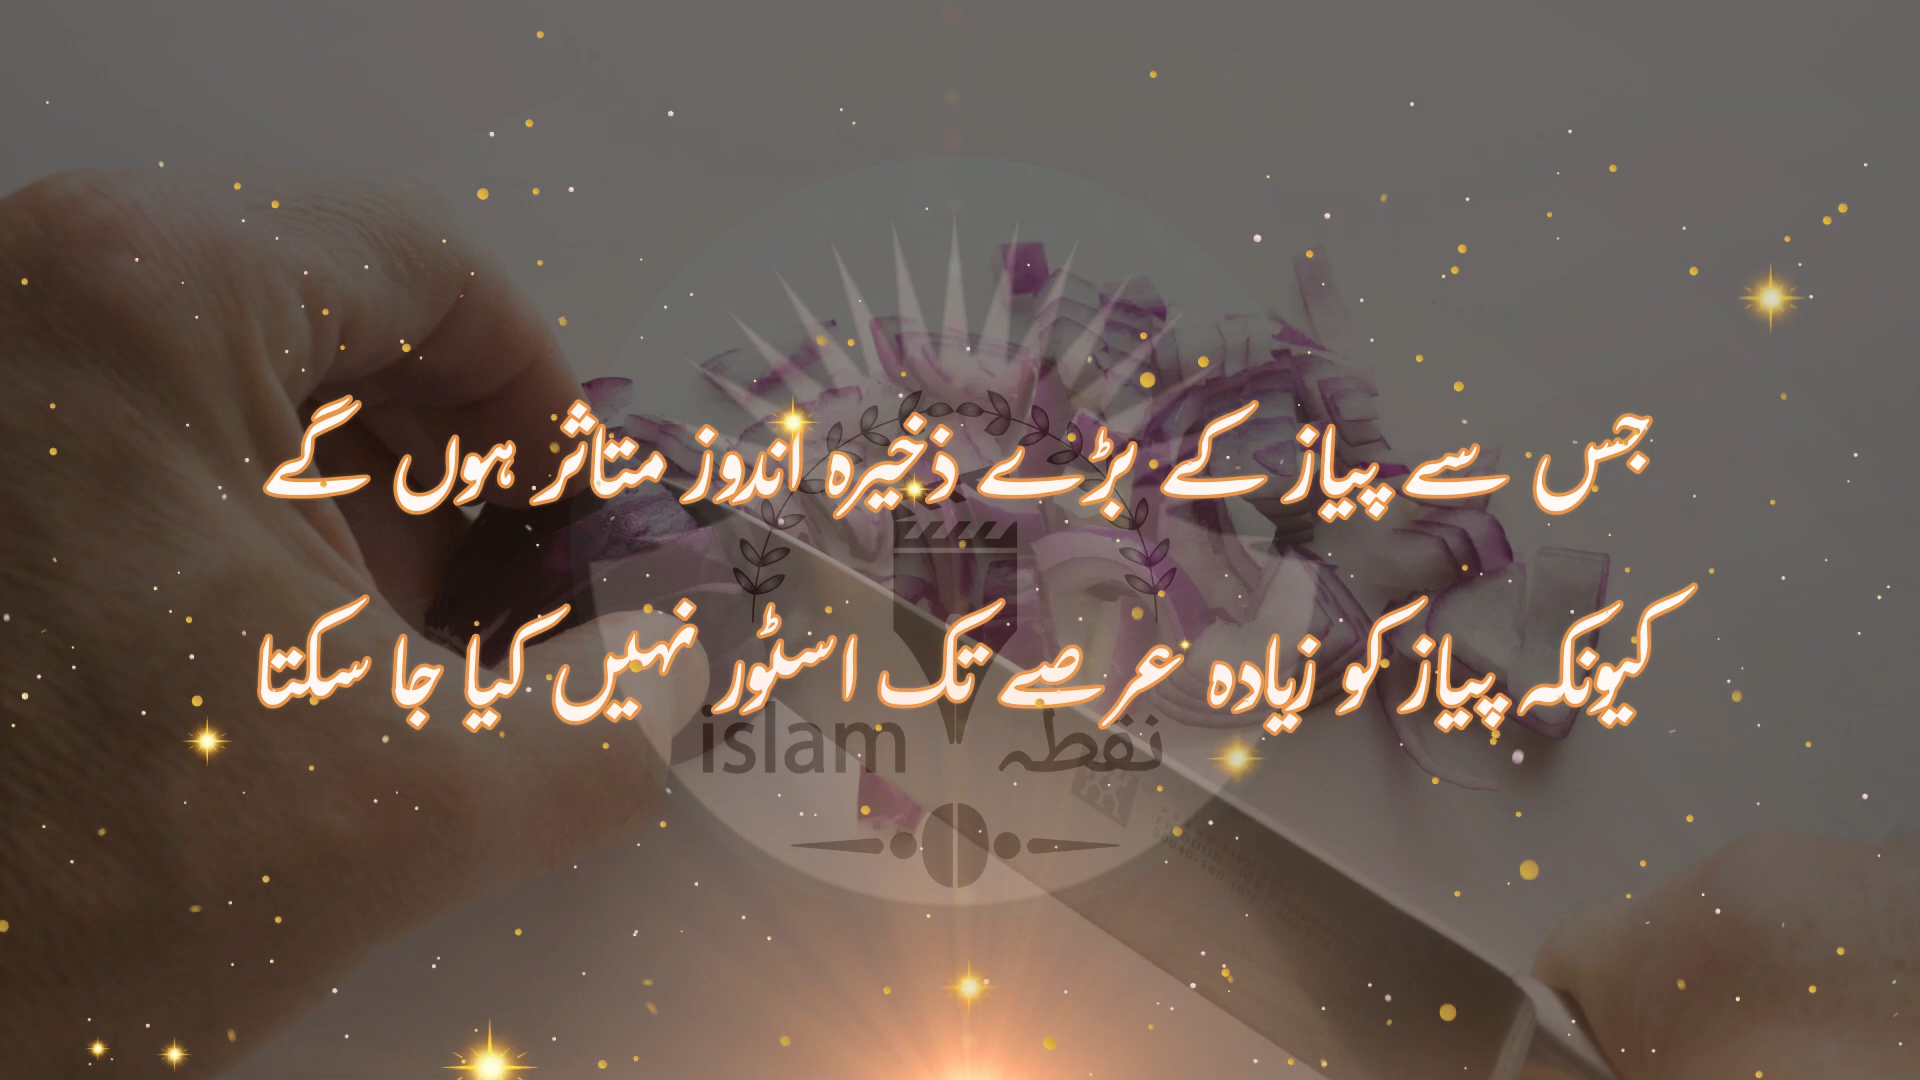 جس سے پیاز کے بڑے ذخیرہ اندوز متاثر ہوں گے
کیونکہ پیاز کو زیادہ عرصے تک اسٹور نہیں کیا جا سکتا
islam نقطہ